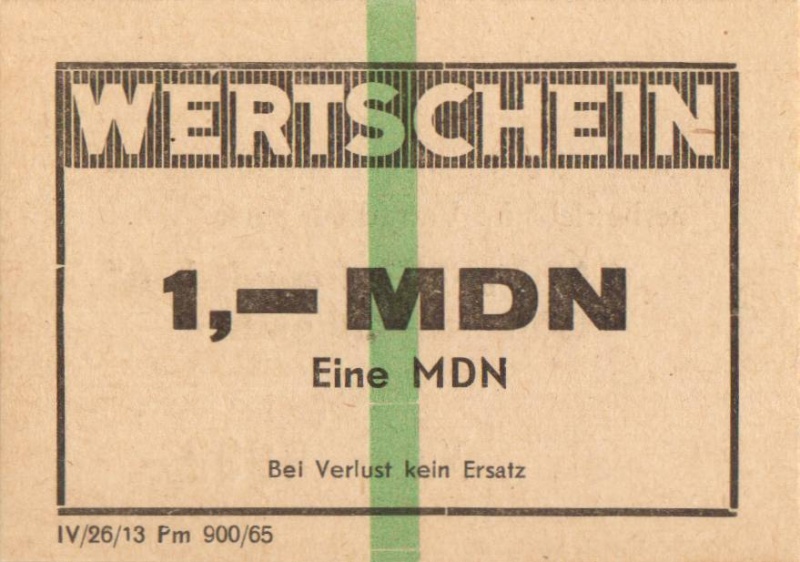 WERTSCHEIN
1,— MDN
Eine MDN
Bei Verlust kein Ersatz
IV/26/13 Pm 900/65